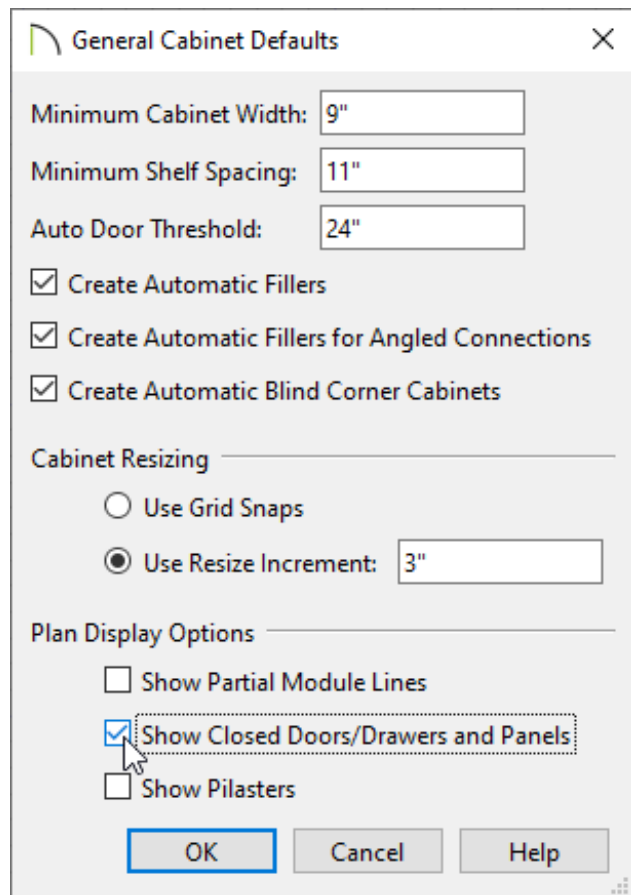 General Cabinet Defaults
Minimum Cabinet Width: 9"
Minimum Shelf Spacing: 11"
Auto Door Threshold: 24"
Create Automatic Fillers
Create Automatic Fillers for Angled Connections
Create Automatic Blind Corner Cabinets
Cabinet Resizing
Use Grid Snaps
Use Resize Increment: 3"
Plan Display Options
Show Partial Module Lines
Show Closed Doors/Drawers and Panels
Show Pilasters
OK Cancel Help